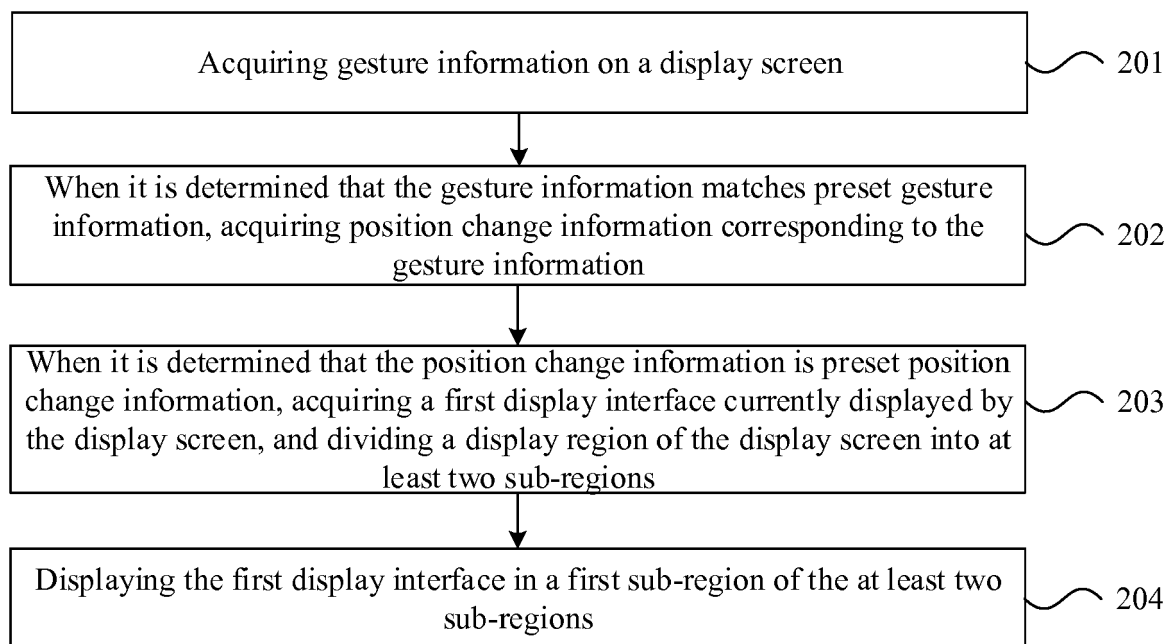 Acquiring gesture information on a display screen
201
When it is determined that the gesture information matches preset gesture
information, acquiring position change information corresponding to the
gesture information
202
When it is determined that the position change information is preset position
change information, acquiring a first display interface currently displayed by
the display screen, and dividing a display region of the display screen into at
least two sub-regions
203
Displaying the first display interface in a first sub-region of the at least two
sub-regions
204